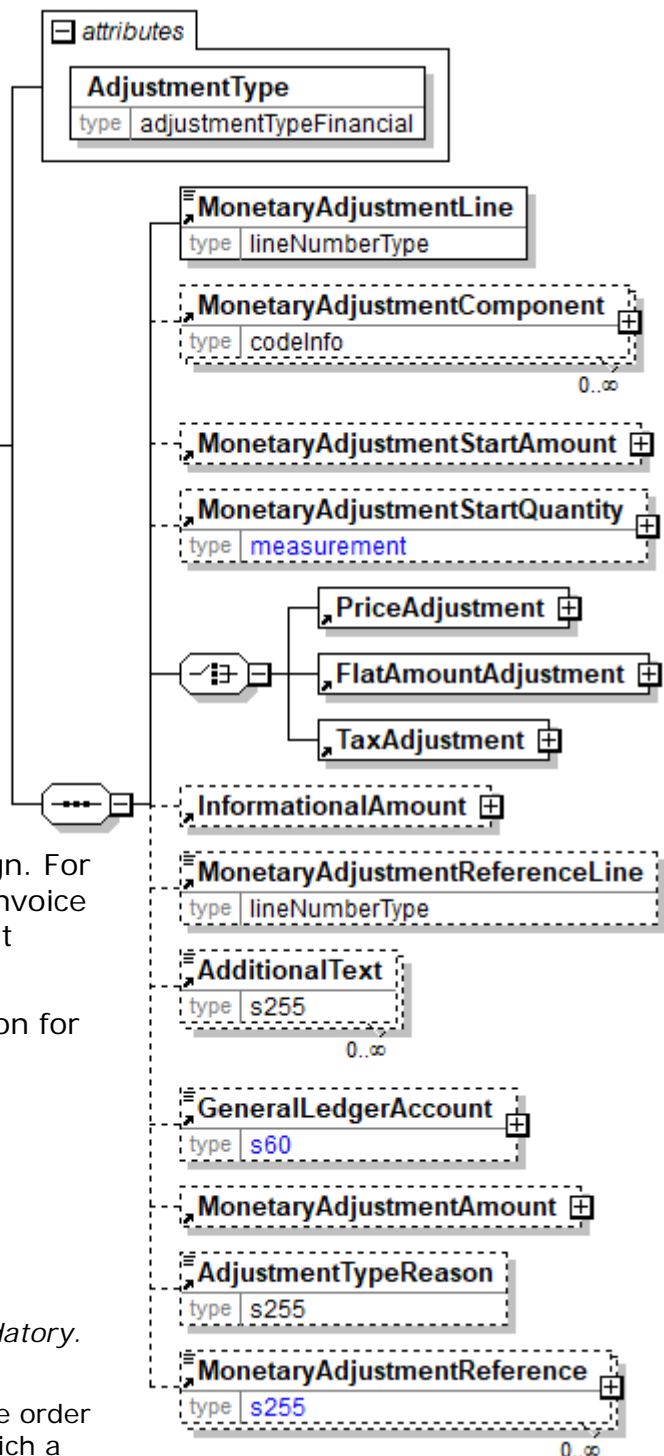 attributes
AdjustmentType
type adjustmentTypeFinancial
MonetaryAdjustmentLine
type lineNumberType
MonetaryAdjustmentComponent
type codeInfo
0..∞
MonetaryAdjustmentStartAmount
MonetaryAdjustmentStartQuantity
type measurement
PriceAdjustment
FlatAmountAdjustment
TaxAdjustment
InformationalAmount
gn. For
MonetaryAdjustmentReferenceLine
nvoice
type lineNumberType
t
AdditionalText
type s255
on for
0..∞
GeneralLedgerAccount
type s60
MonetaryAdjustmentAmount
AdjustmentTypeReason
type s255
datory.
MonetaryAdjustmentReference
type s255
e order
ich a
0..∞